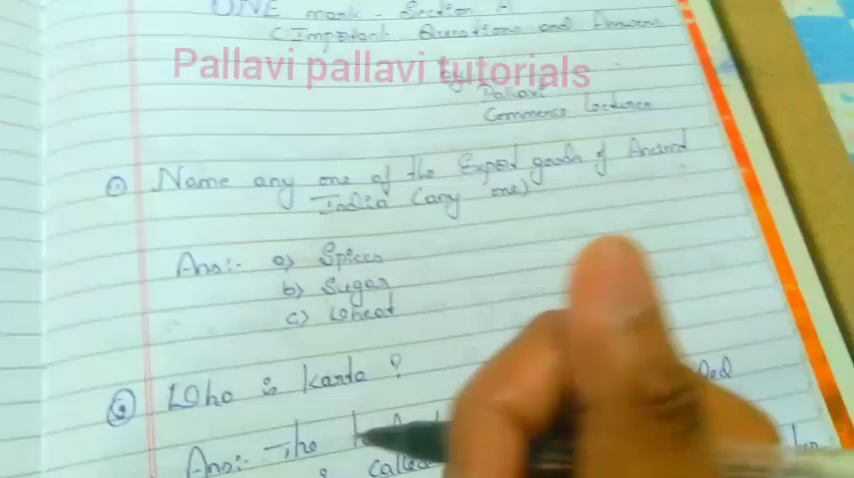 ONE mark - Section A
(Important Questions and Answers
Pallavi pallavi tutorials
by
Pallavi
Commerce Lecturer
① Name any one of the Export goods of Ancient
India (any one)
Ans:- a) Spices
b) Sugar
c) Wheat
② Who is Karta ?
Ans:- The
called